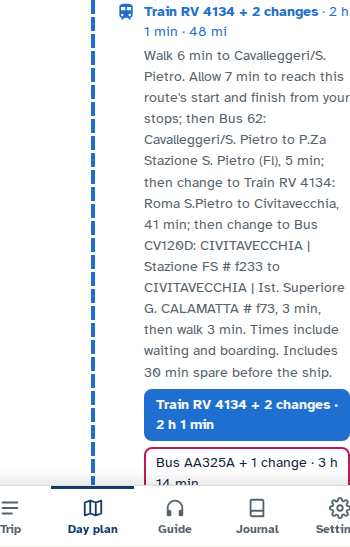 Train RV 4134 + 2 changes · 2 h
1 min · 48 mi
Walk 6 min to Cavalleggeri/S.
Pietro. Allow 7 min to reach this
route's start and finish from your
stops; then Bus 62:
Cavalleggeri/S. Pietro to P.Za
Stazione S. Pietro (Fl), 5 min;
then change to Train RV 4134:
Roma S.Pietro to Civitavecchia,
41 min; then change to Bus
CV120D: CIVITAVECCHIA |
Stazione FS # f233 to
CIVITAVECCHIA | Ist. Superiore
G. CALAMATTA # f73, 3 min,
then walk 3 min. Times include
waiting and boarding. Includes
30 min spare before the ship.
Train RV 4134 + 2 changes ·
2 h 1 min
Bus AA325A + 1 change · 3 h
14 min
Trip
Day plan
Guide
Journal
Settin